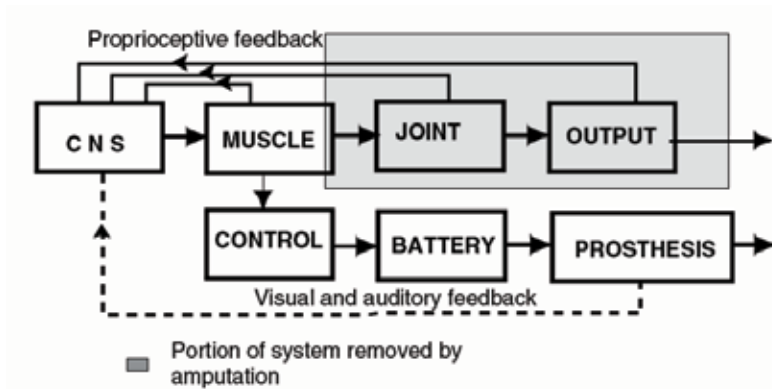 Proprioceptive feedback
C N S
MUSCLE
JOINT
OUTPUT
CONTROL
BATTERY
PROSTHESIS
Visual and auditory feedback
Portion of system removed by
amputation